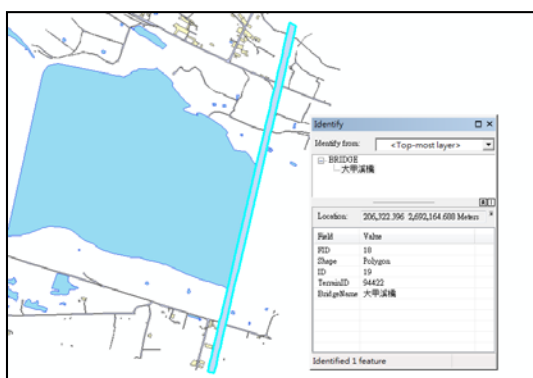 Identify
Identify from: <Top-most layer>
BRIDGE
大甲溪橋
Location: 206,322.396 2,692,164.688 Meters
Field Value
FID 18
Shape Polygon
ID 19
TerrainID 94422
BridgeName 大甲溪橋
Identified 1 feature